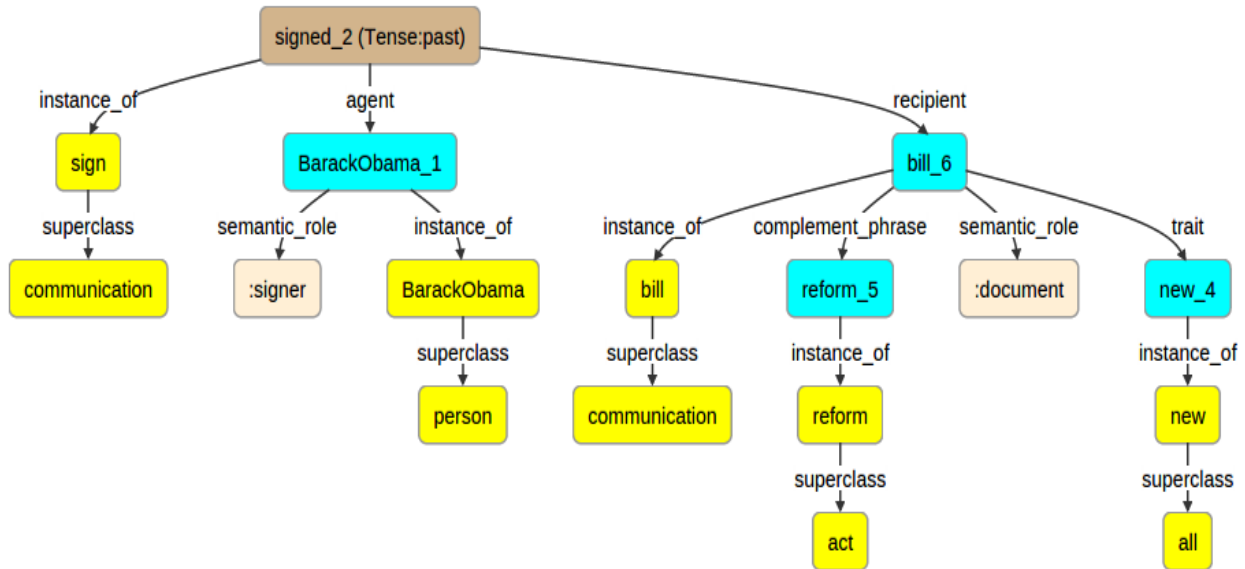 signed_2 (Tense:past)
instance_of agent recipient
sign BarackObama_1 bill_6
superclass semantic_role instance_of instance_of complement_phrase semantic_role trait
communication :signer BarackObama bill reform_5 :document new_4
superclass superclass instance_of instance_of
person communication reform new
superclass superclass
act all